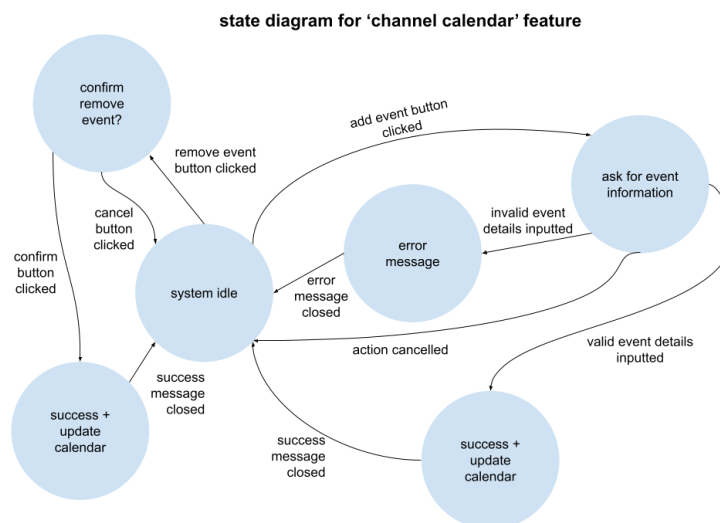 state diagram for ‘channel calendar’ feature
confirm
remove
event?
add event button
clicked
remove event
button clicked
ask for event
information
cancel
button
clicked
invalid event
details inputted
error
message
confirm
button
clicked
system idle
error
message
closed
action cancelled
valid event details
inputted
success
message
closed
success +
update
calendar
success
message
closed
success +
update
calendar